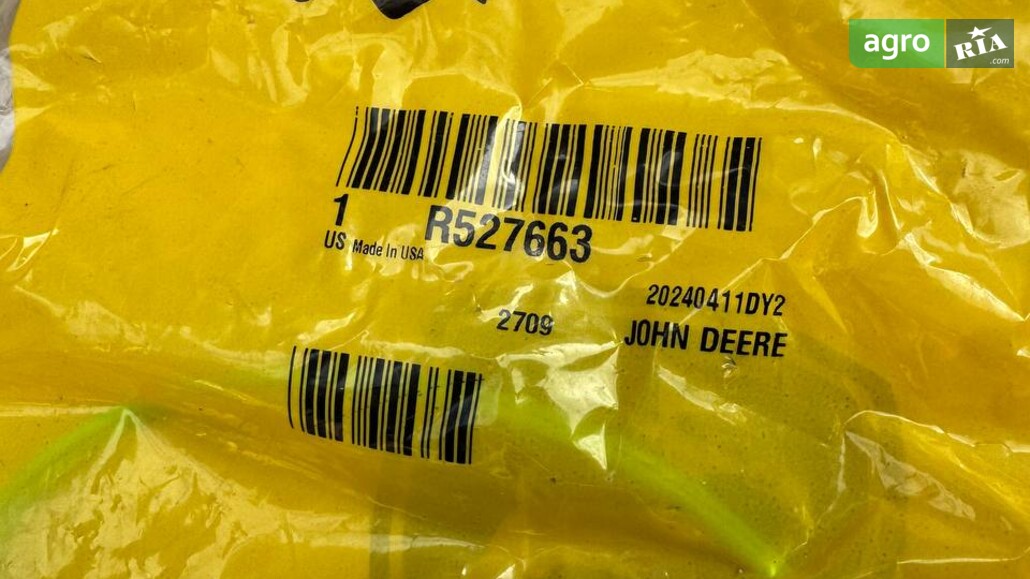 agro RIA.com
1 R527663
US Made In USA
20240411DY2
2709 JOHN DEERE